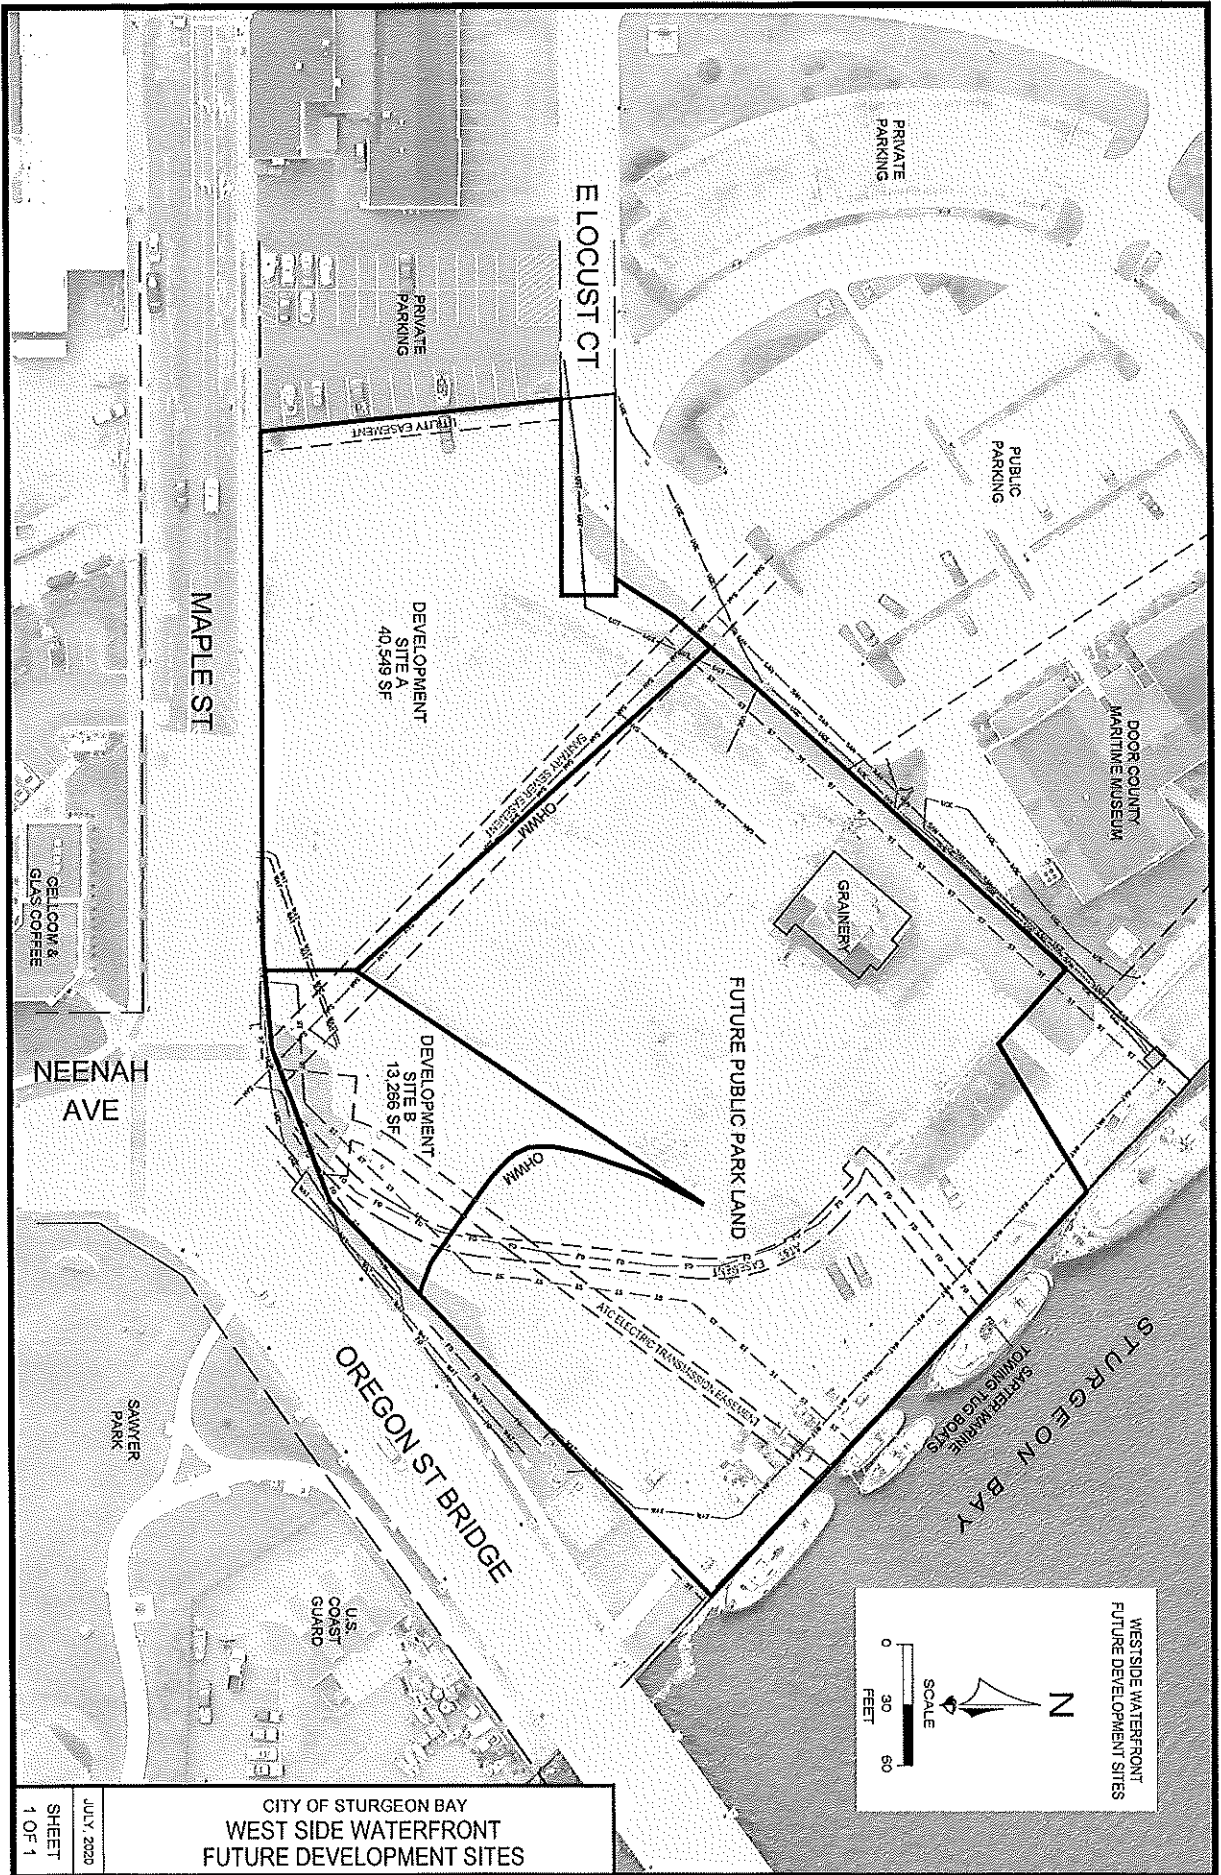 WESTSIDE WATERFRONT
FUTURE DEVELOPMENT SITES
N
SCALE
0 30 60
FEET
PRIVATE
PARKING
E LOCUST CT
PRIVATE
PARKING
PUBLIC
PARKING
DOOR COUNTY
MARITIME MUSEUM
UTILITY EASEMENT
DEVELOPMENT
SITE A
40,549 SF
MAPLE ST
SANITARY SEWER EASEMENT
OHWM
GRAINERY
FUTURE PUBLIC PARK LAND
DEVELOPMENT
SITE B
13,266 SF
OHWM
AT&T
EASEMENT
ATC ELECTRIC TRANSMISSION EASEMENT
CELLCOM &
GLAS COFFEE
NEENAH
AVE
OREGON ST BRIDGE
SAWYER
PARK
U.S.
COAST
GUARD
STURGEON BAY
SARTER MARINE
TOWING TUG BOATS
CITY OF STURGEON BAY
WEST SIDE WATERFRONT
FUTURE DEVELOPMENT SITES
JULY, 2020
SHEET
1 OF 1